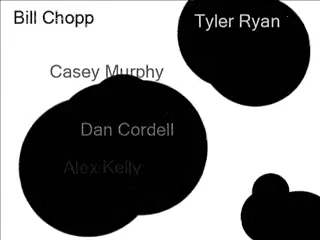 Bill Chopp
Tyler Ryan
Casey Murphy
Dan Cordell
Alex Kelly